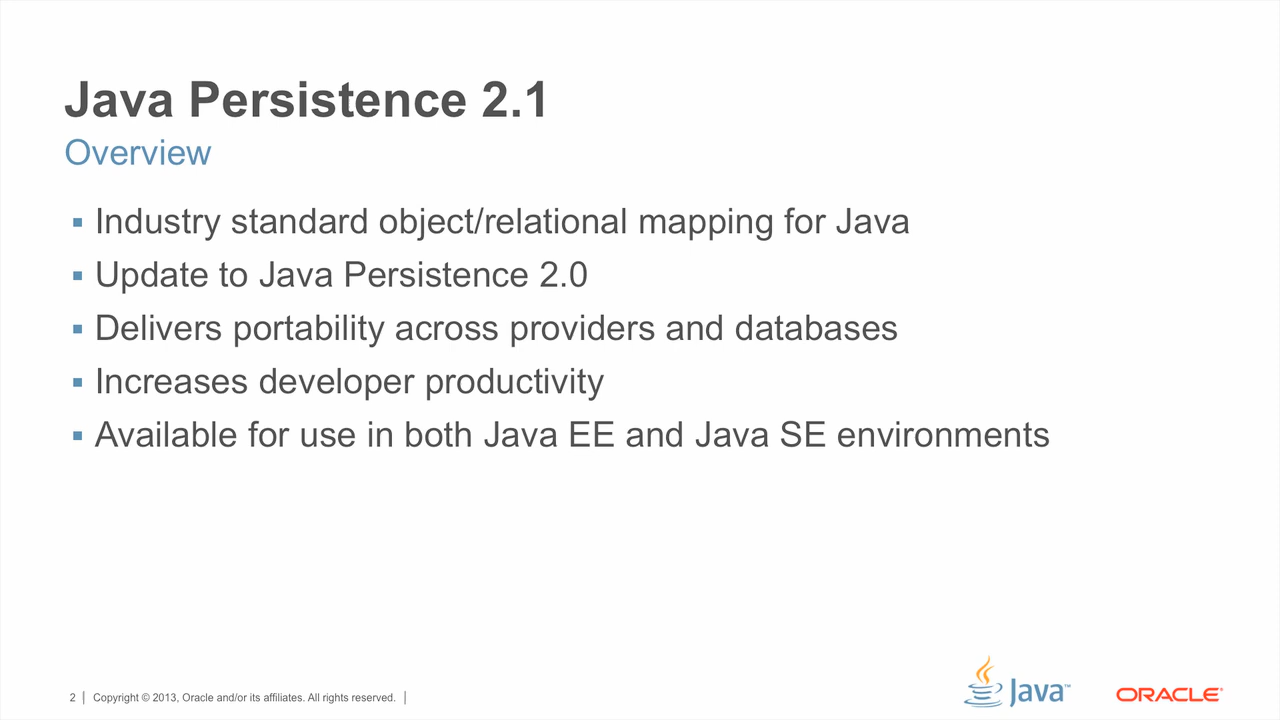 Java Persistence 2.1
Overview
▪ Industry standard object/relational mapping for Java
▪ Update to Java Persistence 2.0
▪ Delivers portability across providers and databases
▪ Increases developer productivity
▪ Available for use in both Java EE and Java SE environments
2 | Copyright © 2013, Oracle and/or its affiliates. All rights reserved. |
Java™
ORACLE®